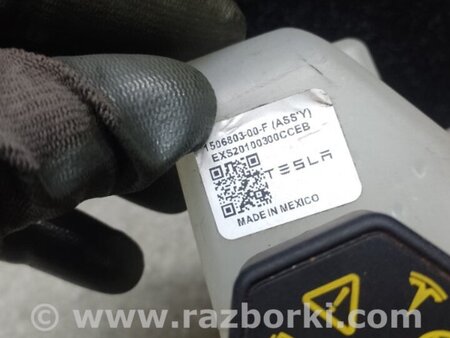 1506803-00-F (ASS'Y)
EXS20100300CCEB
TESLA
MADE IN MEXICO
© www.razborki.com/